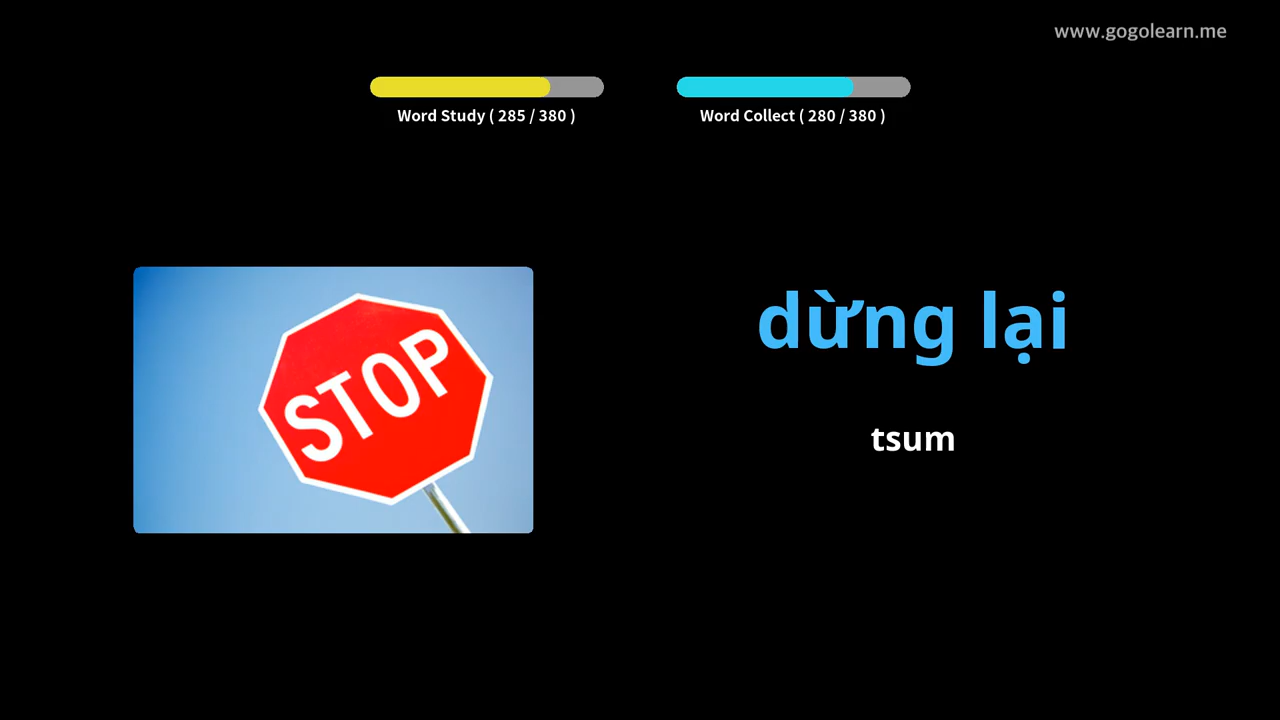 www.gogolearn.me
Word Study ( 285 / 380 )
Word Collect ( 280 / 380 )
STOP
dừng lại
tsum